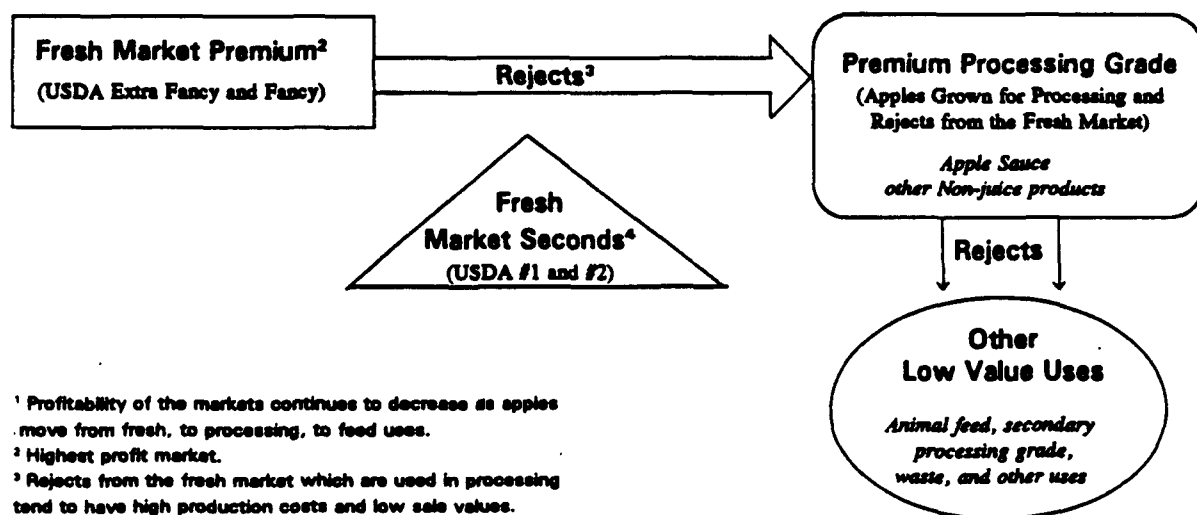 Fresh Market Premium²
(USDA Extra Fancy and Fancy)
Rejects³
Premium Processing Grade
(Apples Grown for Processing and
Rejects from the Fresh Market)
Apple Sauce
other Non-juice products
Fresh
Market Seconds⁴
(USDA #1 and #2)
Rejects
Other
Low Value Uses
Animal feed, secondary
processing grade,
waste, and other uses
¹ Profitability of the markets continues to decrease as apples
move from fresh, to processing, to feed uses.
² Highest profit market.
³ Rejects from the fresh market which are used in processing
tend to have high production costs and low sale values.